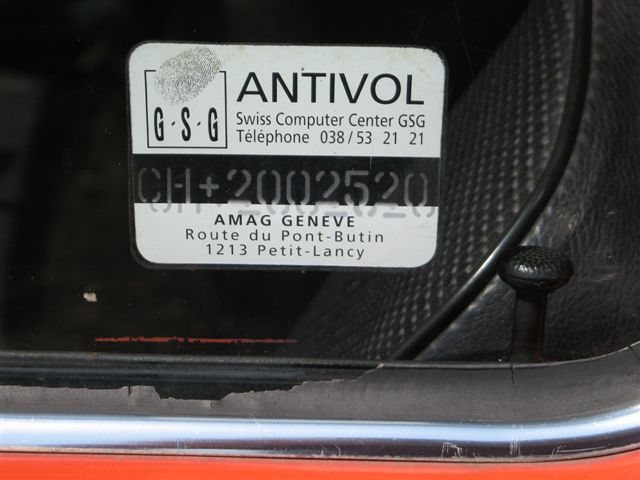 ANTIVOL
G·S·G
Swiss Computer Center GSG
Téléphone 038/53 21 21
CH+2002520
AMAG GENEVE
Route du Pont-Butin
1213 Petit-Lancy